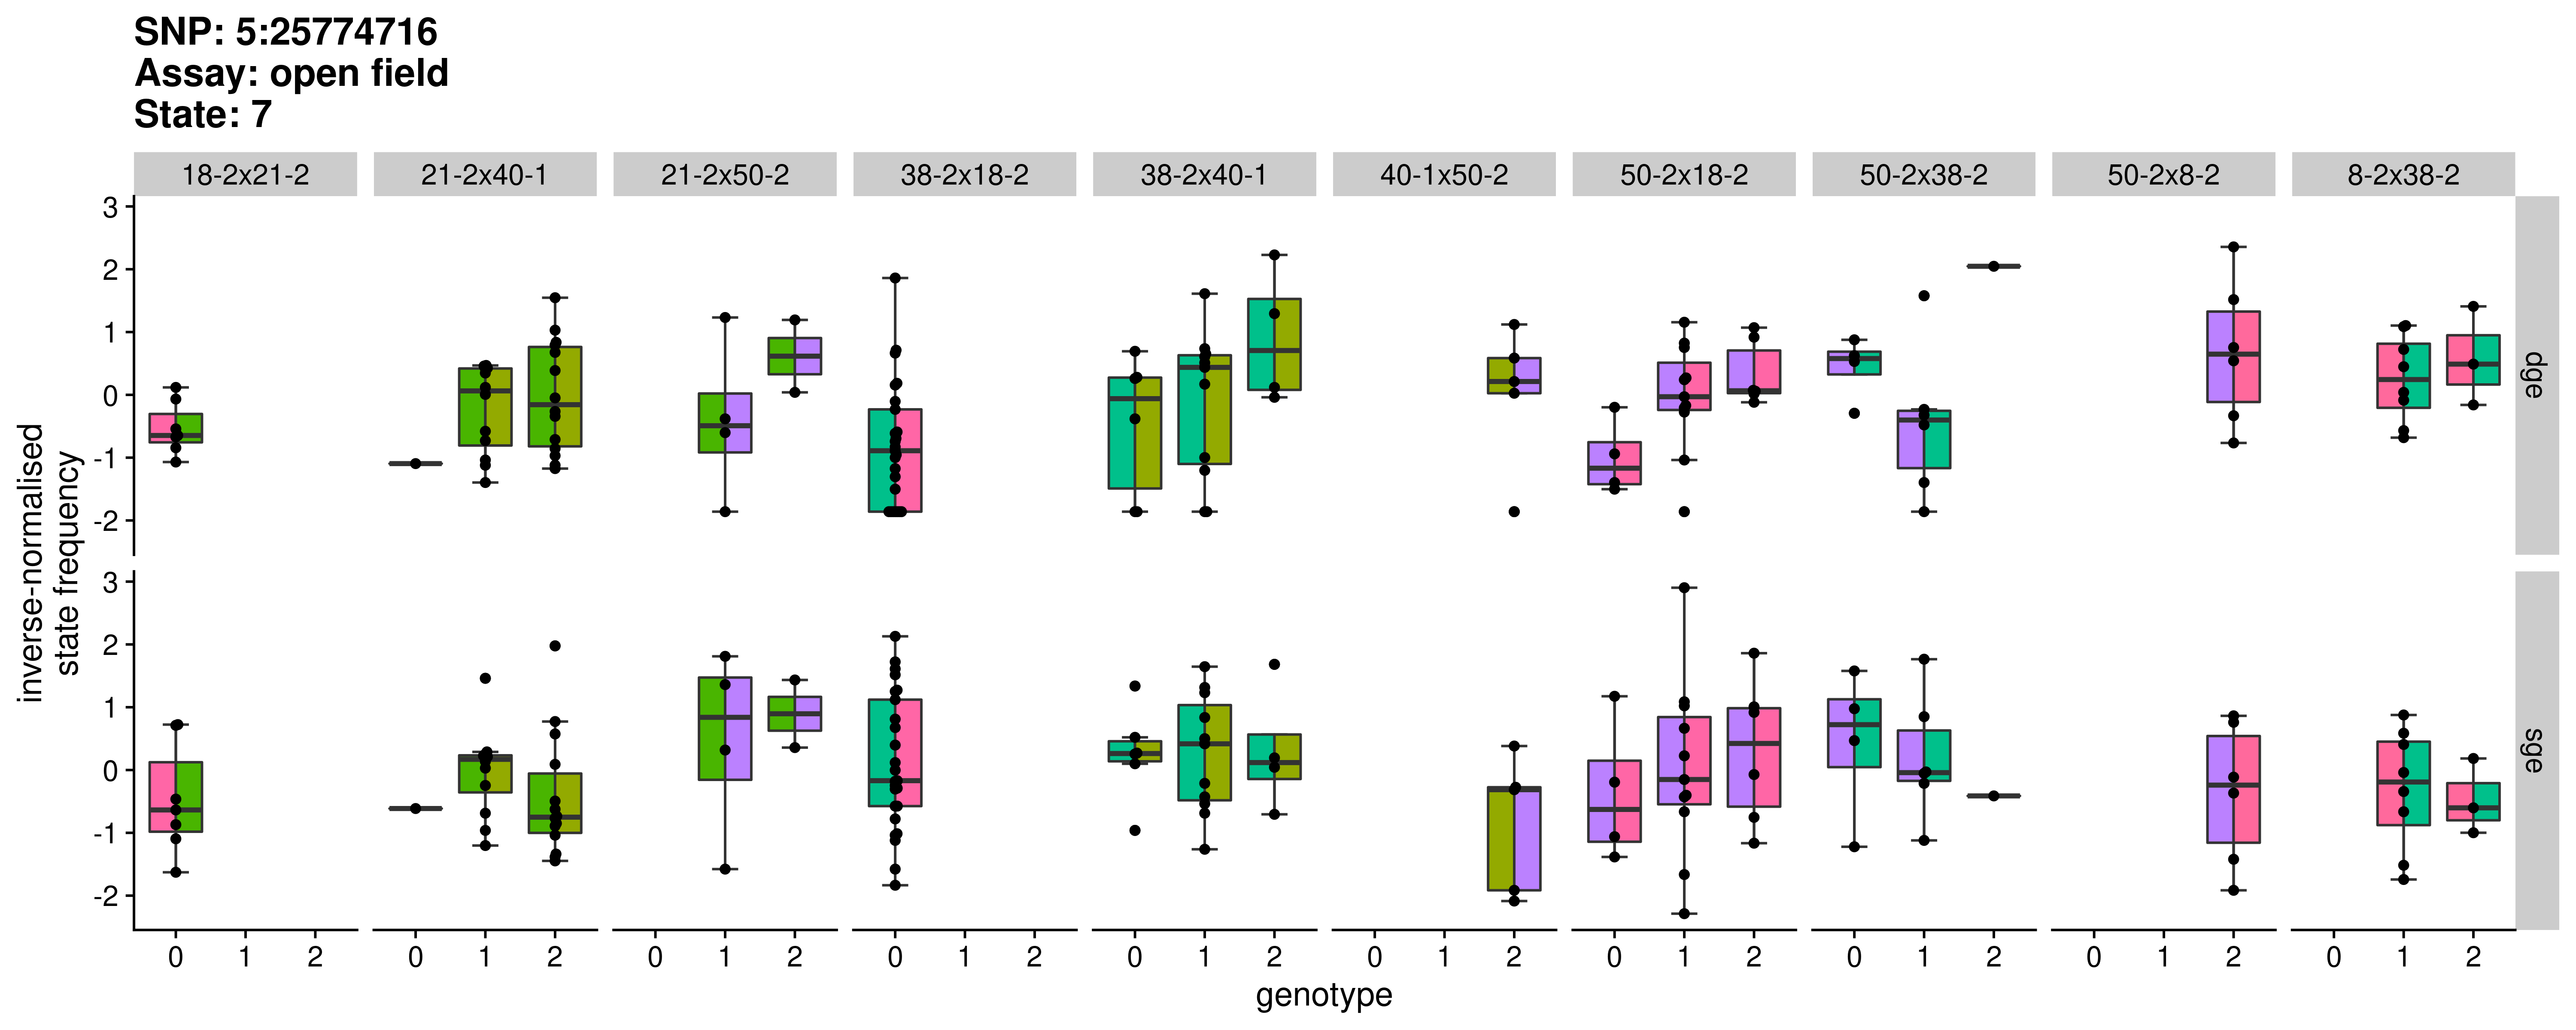 SNP: 5:25774716
Assay: open field
State: 7
18-2x21-2 21-2x40-1 21-2x50-2 38-2x18-2 38-2x40-1 40-1x50-2 50-2x18-2 50-2x38-2 50-2x8-2 8-2x38-2
3
2
1
0
-1
-2
dge
3
2
1
0
-1
-2
sge
inverse-normalised
state frequency
0 1 2 0 1 2 0 1 2 0 1 2 0 1 2 0 1 2 0 1 2 0 1 2 0 1 2 0 1 2
genotype